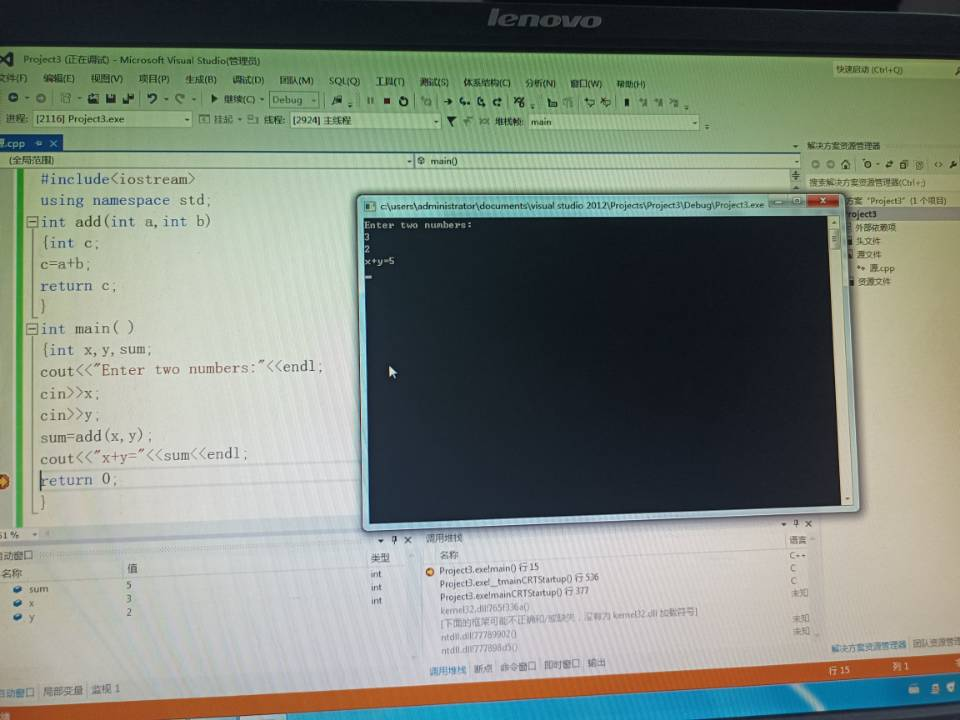 lenovo
Project3 (正在调试) - Microsoft Visual Studio(管理员)
快速启动 (Ctrl+Q)
文件(F) 编辑(E) 视图(V) 项目(P) 生成(B) 调试(D) 团队(M) SQL(Q) 工具(T) 测试(S) 体系结构(C) 分析(N) 窗口(W) 帮助(H)
继续(C) Debug
进程: [2116] Project3.exe 挂起 线程: [2924] 主线程 堆栈帧: main
源.cpp
(全局范围) main()
#include<iostream>
using namespace std;
int add(int a,int b)
{int c;
c=a+b;
return c;
}
int main( )
{int x,y,sum;
cout<<"Enter two numbers:"<<endl;
cin>>x;
cin>>y;
sum=add(x,y);
cout<<"x+y="<<sum<<endl;
return 0;
}
c:\users\administrator\documents\visual studio 2012\Projects\Project3\Debug\Project3.exe
Enter two numbers:
3
2
x+y=5
解决方案资源管理器
搜索解决方案资源管理器(Ctrl+;)
方案 "Project3" (1 个项目)
roject3
外部依赖项
头文件
源文件
源.cpp
资源文件
51 %
自动窗口
名称 值 类型
sum 5 int
x 3 int
y 2 int
调用堆栈
名称 语言
Project3.exe!main() 行 15 C++
Project3.exe!__tmainCRTStartup() 行 536 C
Project3.exe!mainCRTStartup() 行 377 C
kernel32.dll!765f336a() 未知
[下面的框架可能不正确和/或缺失，没有为 kernel32.dll 加载符号]
ntdll.dll!77789902() 未知
ntdll.dll!777898d5() 未知
自动窗口 局部变量 监视 1
调用堆栈 断点 命令窗口 即时窗口 输出
解决方案资源管理器 团队资源管
行 15 列 1